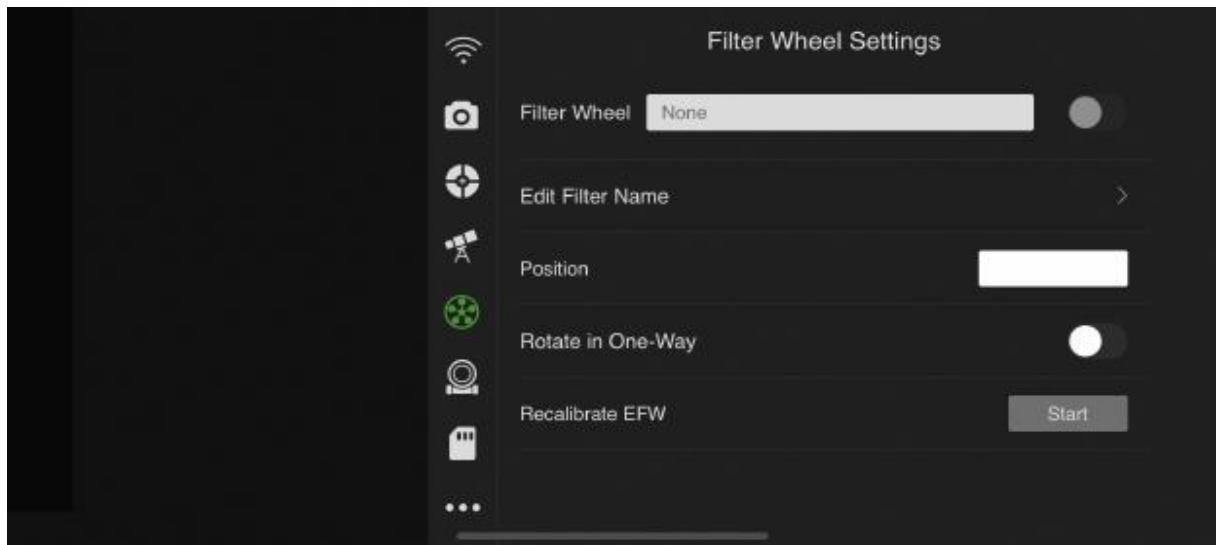 Filter Wheel Settings
Filter Wheel None
Edit Filter Name
Position
Rotate in One-Way
Recalibrate EFW Start